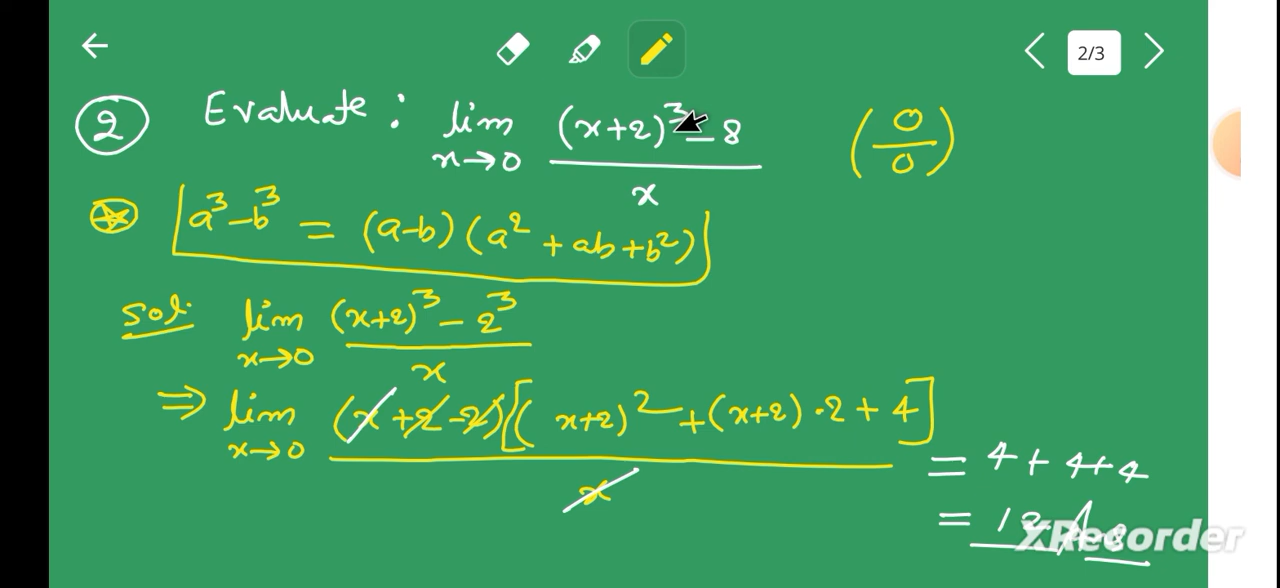 2/3
② Evaluate: lim x→0 ((x+2)³ – 8)/x (0/0)
a³ – b³ = (a–b)(a² + ab + b²)
Sol. lim x→0 ((x+2)³ – 2³)/x
⇒ lim x→0 (x+2–2)[(x+2)² + (x+2)·2 + 4]/x
= 4 + 4 + 4
= 12 Ans
XRecorder